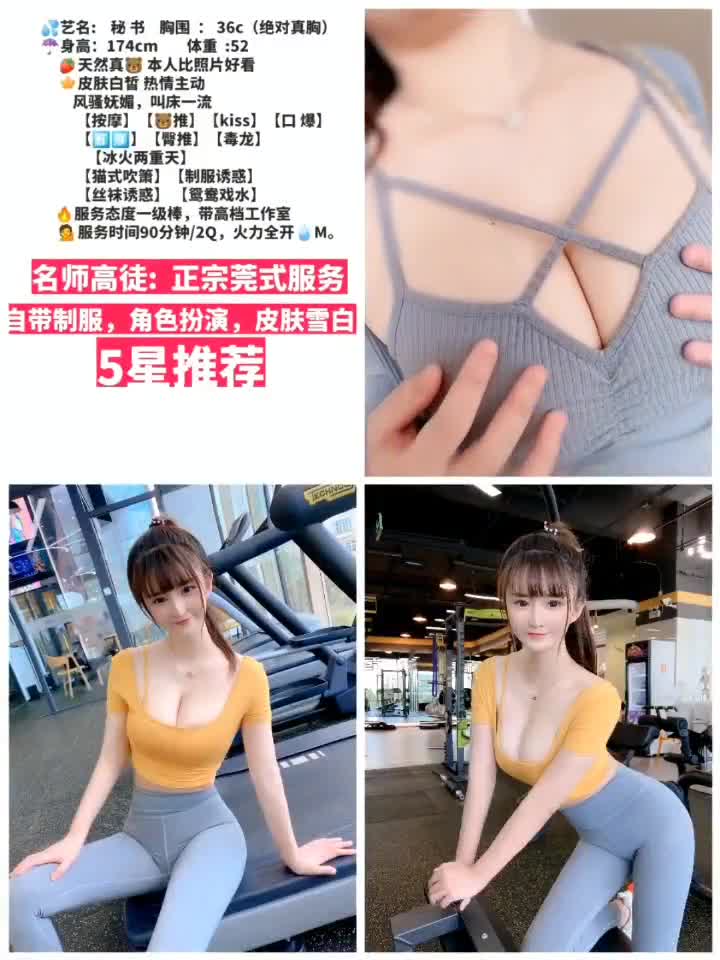 💦艺名: 秘书 胸围 : 36c（绝对真胸）
☔身高: 174cm 体重 :52
🍓天然真🐻 本人比照片好看
👑皮肤白皙 热情主动
风骚妩媚，叫床一流
【按摩】【🐻推】【kiss】【口 爆】
【臀推】【毒龙】
【冰火两重天】
【猫式吹箫】【制服诱惑】
【丝袜诱惑】【鸳鸯戏水】
🔥服务态度一级棒，带高档工作室
💁服务时间90分钟/2Q，火力全开💧M。
名师高徒: 正宗莞式服务
自带制服，角色扮演，皮肤雪白
5星推荐
TECHNOG